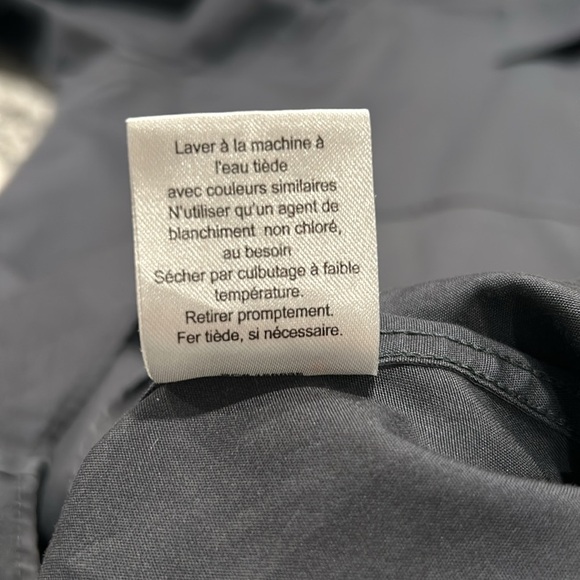 Laver à la machine à
l'eau tiède
avec couleurs similaires
N'utiliser qu'un agent de
blanchiment non chloré,
au besoin
Sécher par culbutage à faible
température.
Retirer promptement.
Fer tiède, si nécessaire.